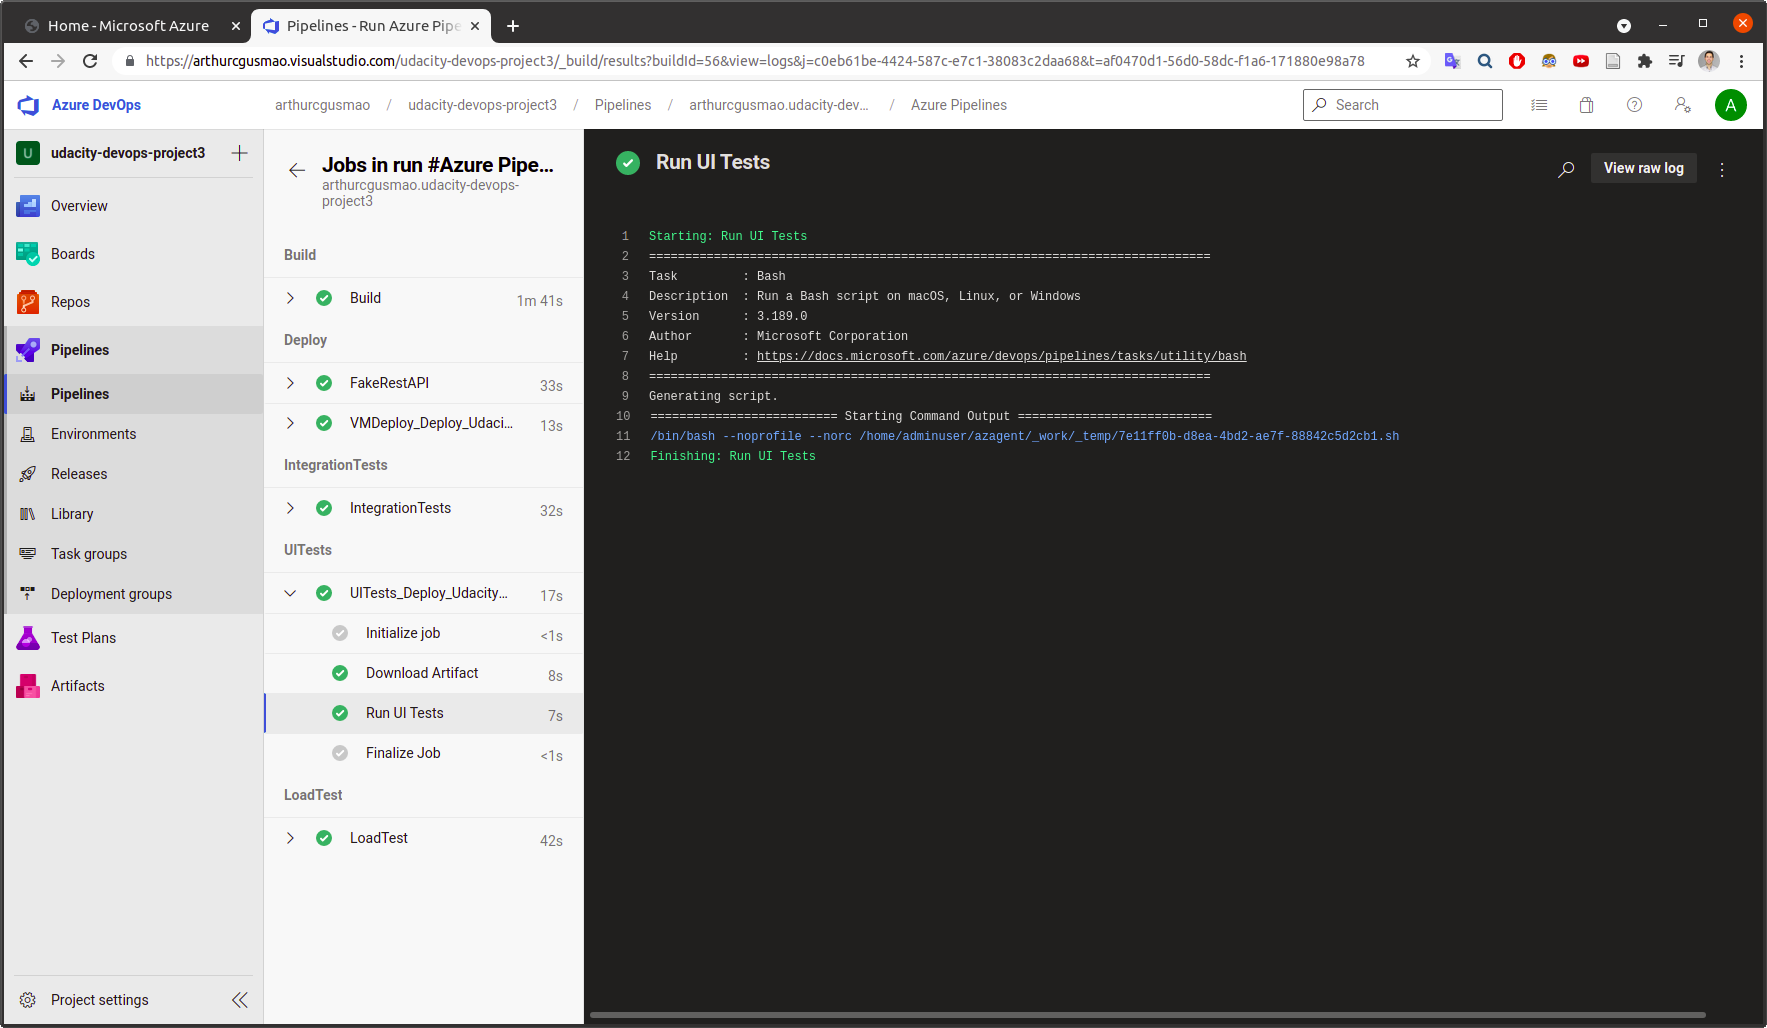 Home - Microsoft Azure
Pipelines - Run Azure Pipe
https://arthurcgusmao.visualstudio.com/udacity-devops-project3/_build/results?buildId=56&view=logs&j=c0eb61be-4424-587c-e7c1-38083c2daa68&t=af0470d1-56d0-58dc-f1a6-171880e98a78
Azure DevOps
arthurcgusmao / udacity-devops-project3 / Pipelines / arthurcgusmao.udacity-dev... / Azure Pipelines
Search
A
U udacity-devops-project3
Overview
Boards
Repos
Pipelines
Pipelines
Environments
Releases
Library
Task groups
Deployment groups
Test Plans
Artifacts
Project settings
Jobs in run #Azure Pipe...
arthurcgusmao.udacity-devops-
project3
Build
Build 1m 41s
Deploy
FakeRestAPI 33s
VMDeploy_Deploy_Udaci... 13s
IntegrationTests
IntegrationTests 32s
UITests
UITests_Deploy_Udacity... 17s
Initialize job <1s
Download Artifact 8s
Run UI Tests 7s
Finalize Job <1s
LoadTest
LoadTest 42s
Run UI Tests
View raw log
1 Starting: Run UI Tests
2 ==============================================================================
3 Task : Bash
4 Description : Run a Bash script on macOS, Linux, or Windows
5 Version : 3.189.0
6 Author : Microsoft Corporation
7 Help : https://docs.microsoft.com/azure/devops/pipelines/tasks/utility/bash
8 ==============================================================================
9 Generating script.
10 ========================== Starting Command Output ===========================
11 /bin/bash --noprofile --norc /home/adminuser/azagent/_work/_temp/7e11ff0b-d8ea-4bd2-ae7f-88842c5d2cb1.sh
12 Finishing: Run UI Tests